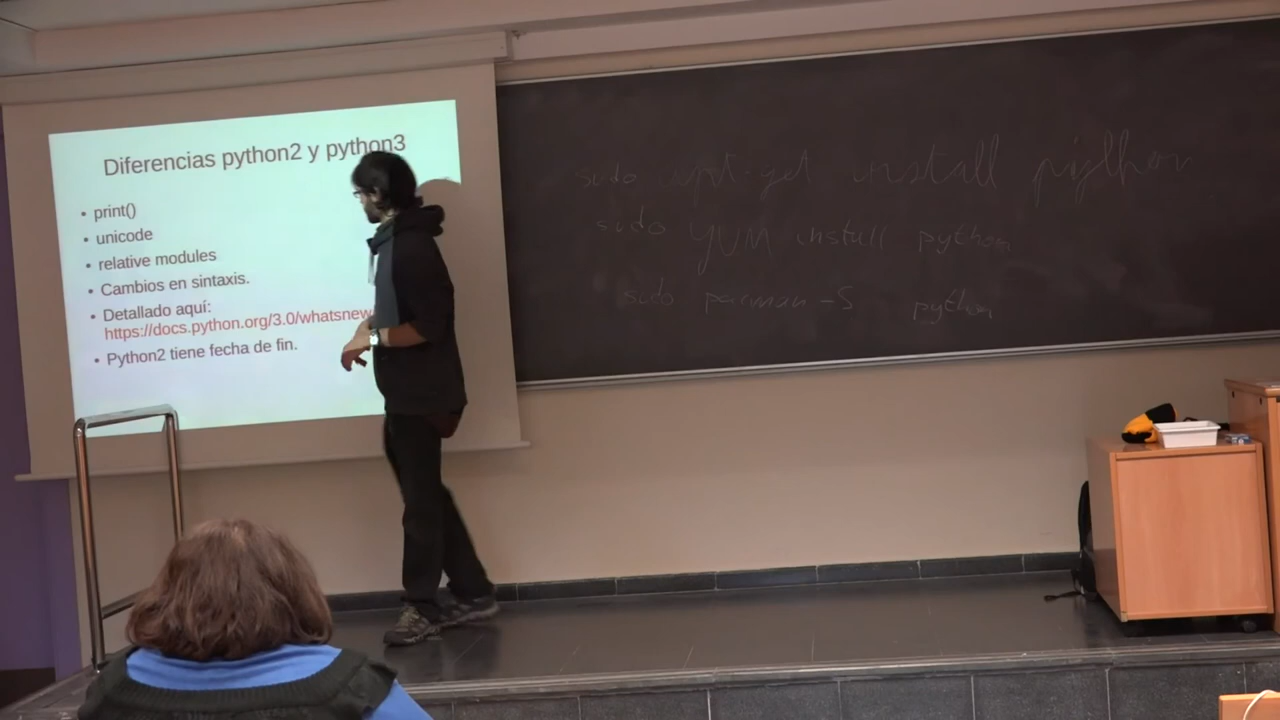 Diferencias python2 y python3
• print()
• unicode
• relative modules
• Cambios en sintaxis.
• Detallado aquí:
https://docs.python.org/3.0/whatsnew
• Python2 tiene fecha de fin.
sudo apt-get install python
sudo YUM install python
sudo pacman -S python